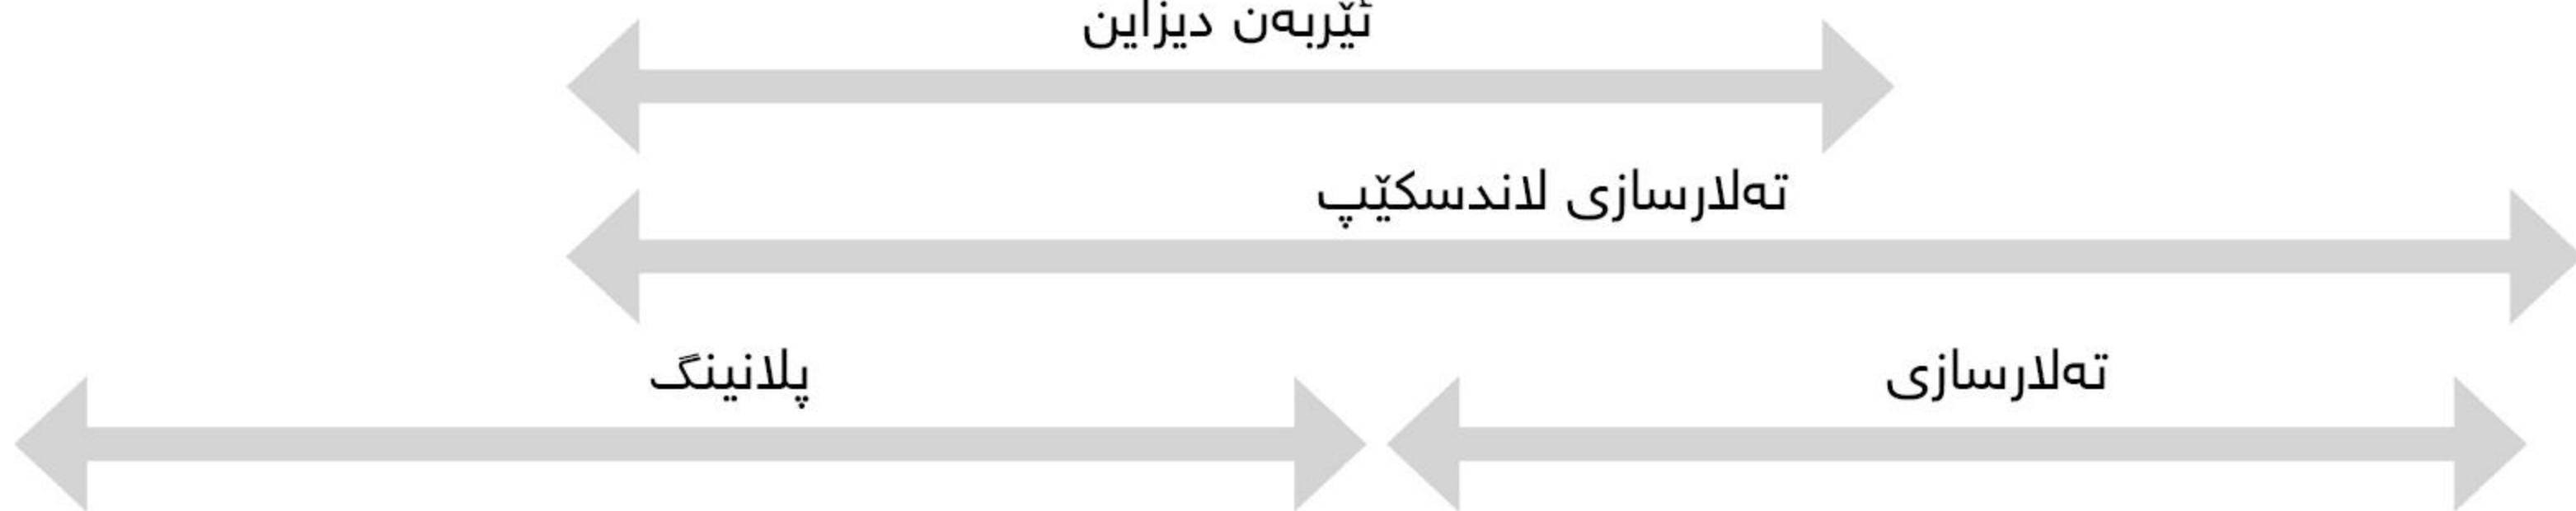 ئێربەن دیزاین
تەلارسازی لاندسکێپ
تەلارسازی
پلانینگ